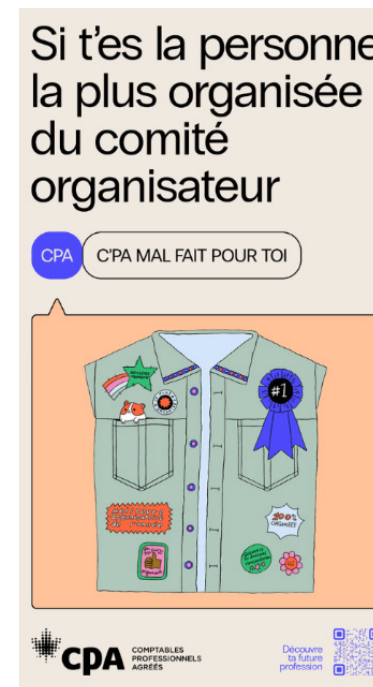 Si t'es la personne
la plus organisée
du comité
organisateur
CPA
C'PA MAL FAIT POUR TOI
#1
100%
ORGANISÉE
CPA
COMPTABLES
PROFESSIONNELS
AGRÉÉS
Découvre
ta future
profession